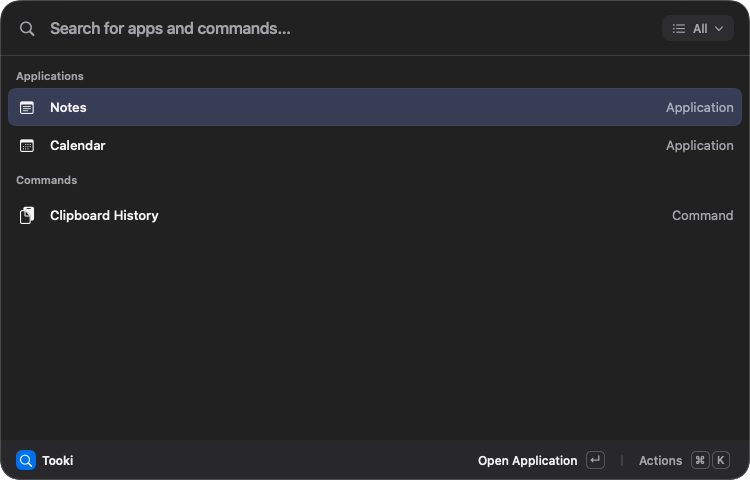 Search for apps and commands...
All
Applications
Notes Application
Calendar Application
Commands
Clipboard History Command
Tooki Open Application ↵ | Actions ⌘ K